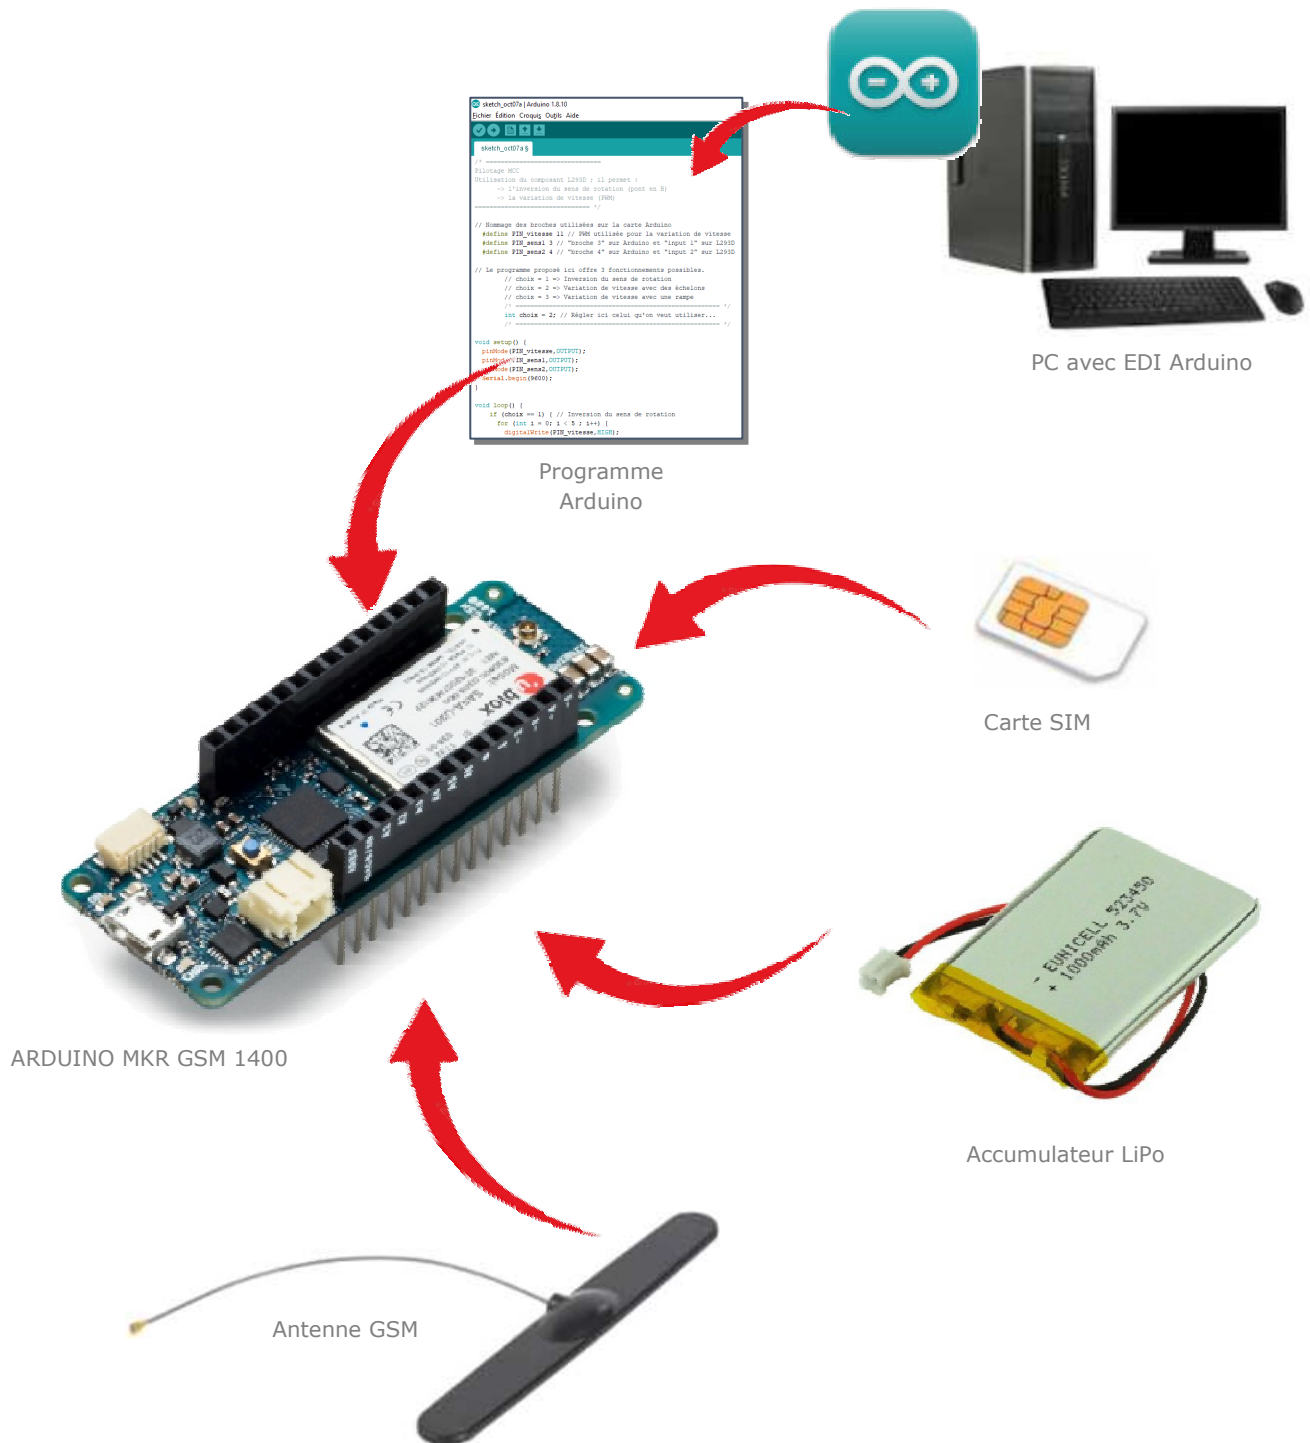 sketch_oct07a | Arduino 1.8.10
Fichier Édition Croquis Outils Aide
sketch_oct07a §
/* ===============================
Pilotage MCC
Utilisation du composant L293D ; il permet :
-> l'inversion du sens de rotation (pont en H)
-> la variation de vitesse (PWM)
=============================== */
// Nommage des broches utilisées sur la carte Arduino
#define PIN_vitesse 11 // PWM utilisée pour la variation de vitesse
#define PIN_sens1 3 // "broche 3" sur Arduino et "input 1" sur L293D
#define PIN_sens2 4 // "broche 4" sur Arduino et "input 2" sur L293D
// Le programme proposé ici offre 3 fonctionnements possibles.
// choix = 1 => Inversion du sens de rotation
// choix = 2 => Variation de vitesse avec des échelons
// choix = 3 => Variation de vitesse avec une rampe
/* ======================================================= */
int choix = 2; // Régler ici celui qu'on veut utiliser...
/* ======================================================= */
void setup() {
pinMode(PIN_vitesse,OUTPUT);
pinMode(PIN_sens1,OUTPUT);
pinMode(PIN_sens2,OUTPUT);
Serial.begin(9600);
}
void loop() {
if (choix == 1) { // Inversion du sens de rotation
for (int i = 0; i < 5 ; i++) {
digitalWrite(PIN_vitesse,HIGH);
PC avec EDI Arduino
Programme
Arduino
Carte SIM
blox
SARA-U201
- EUNICELL 523450
+ 1000mAh 3.7V
ARDUINO MKR GSM 1400
Accumulateur LiPo
Antenne GSM